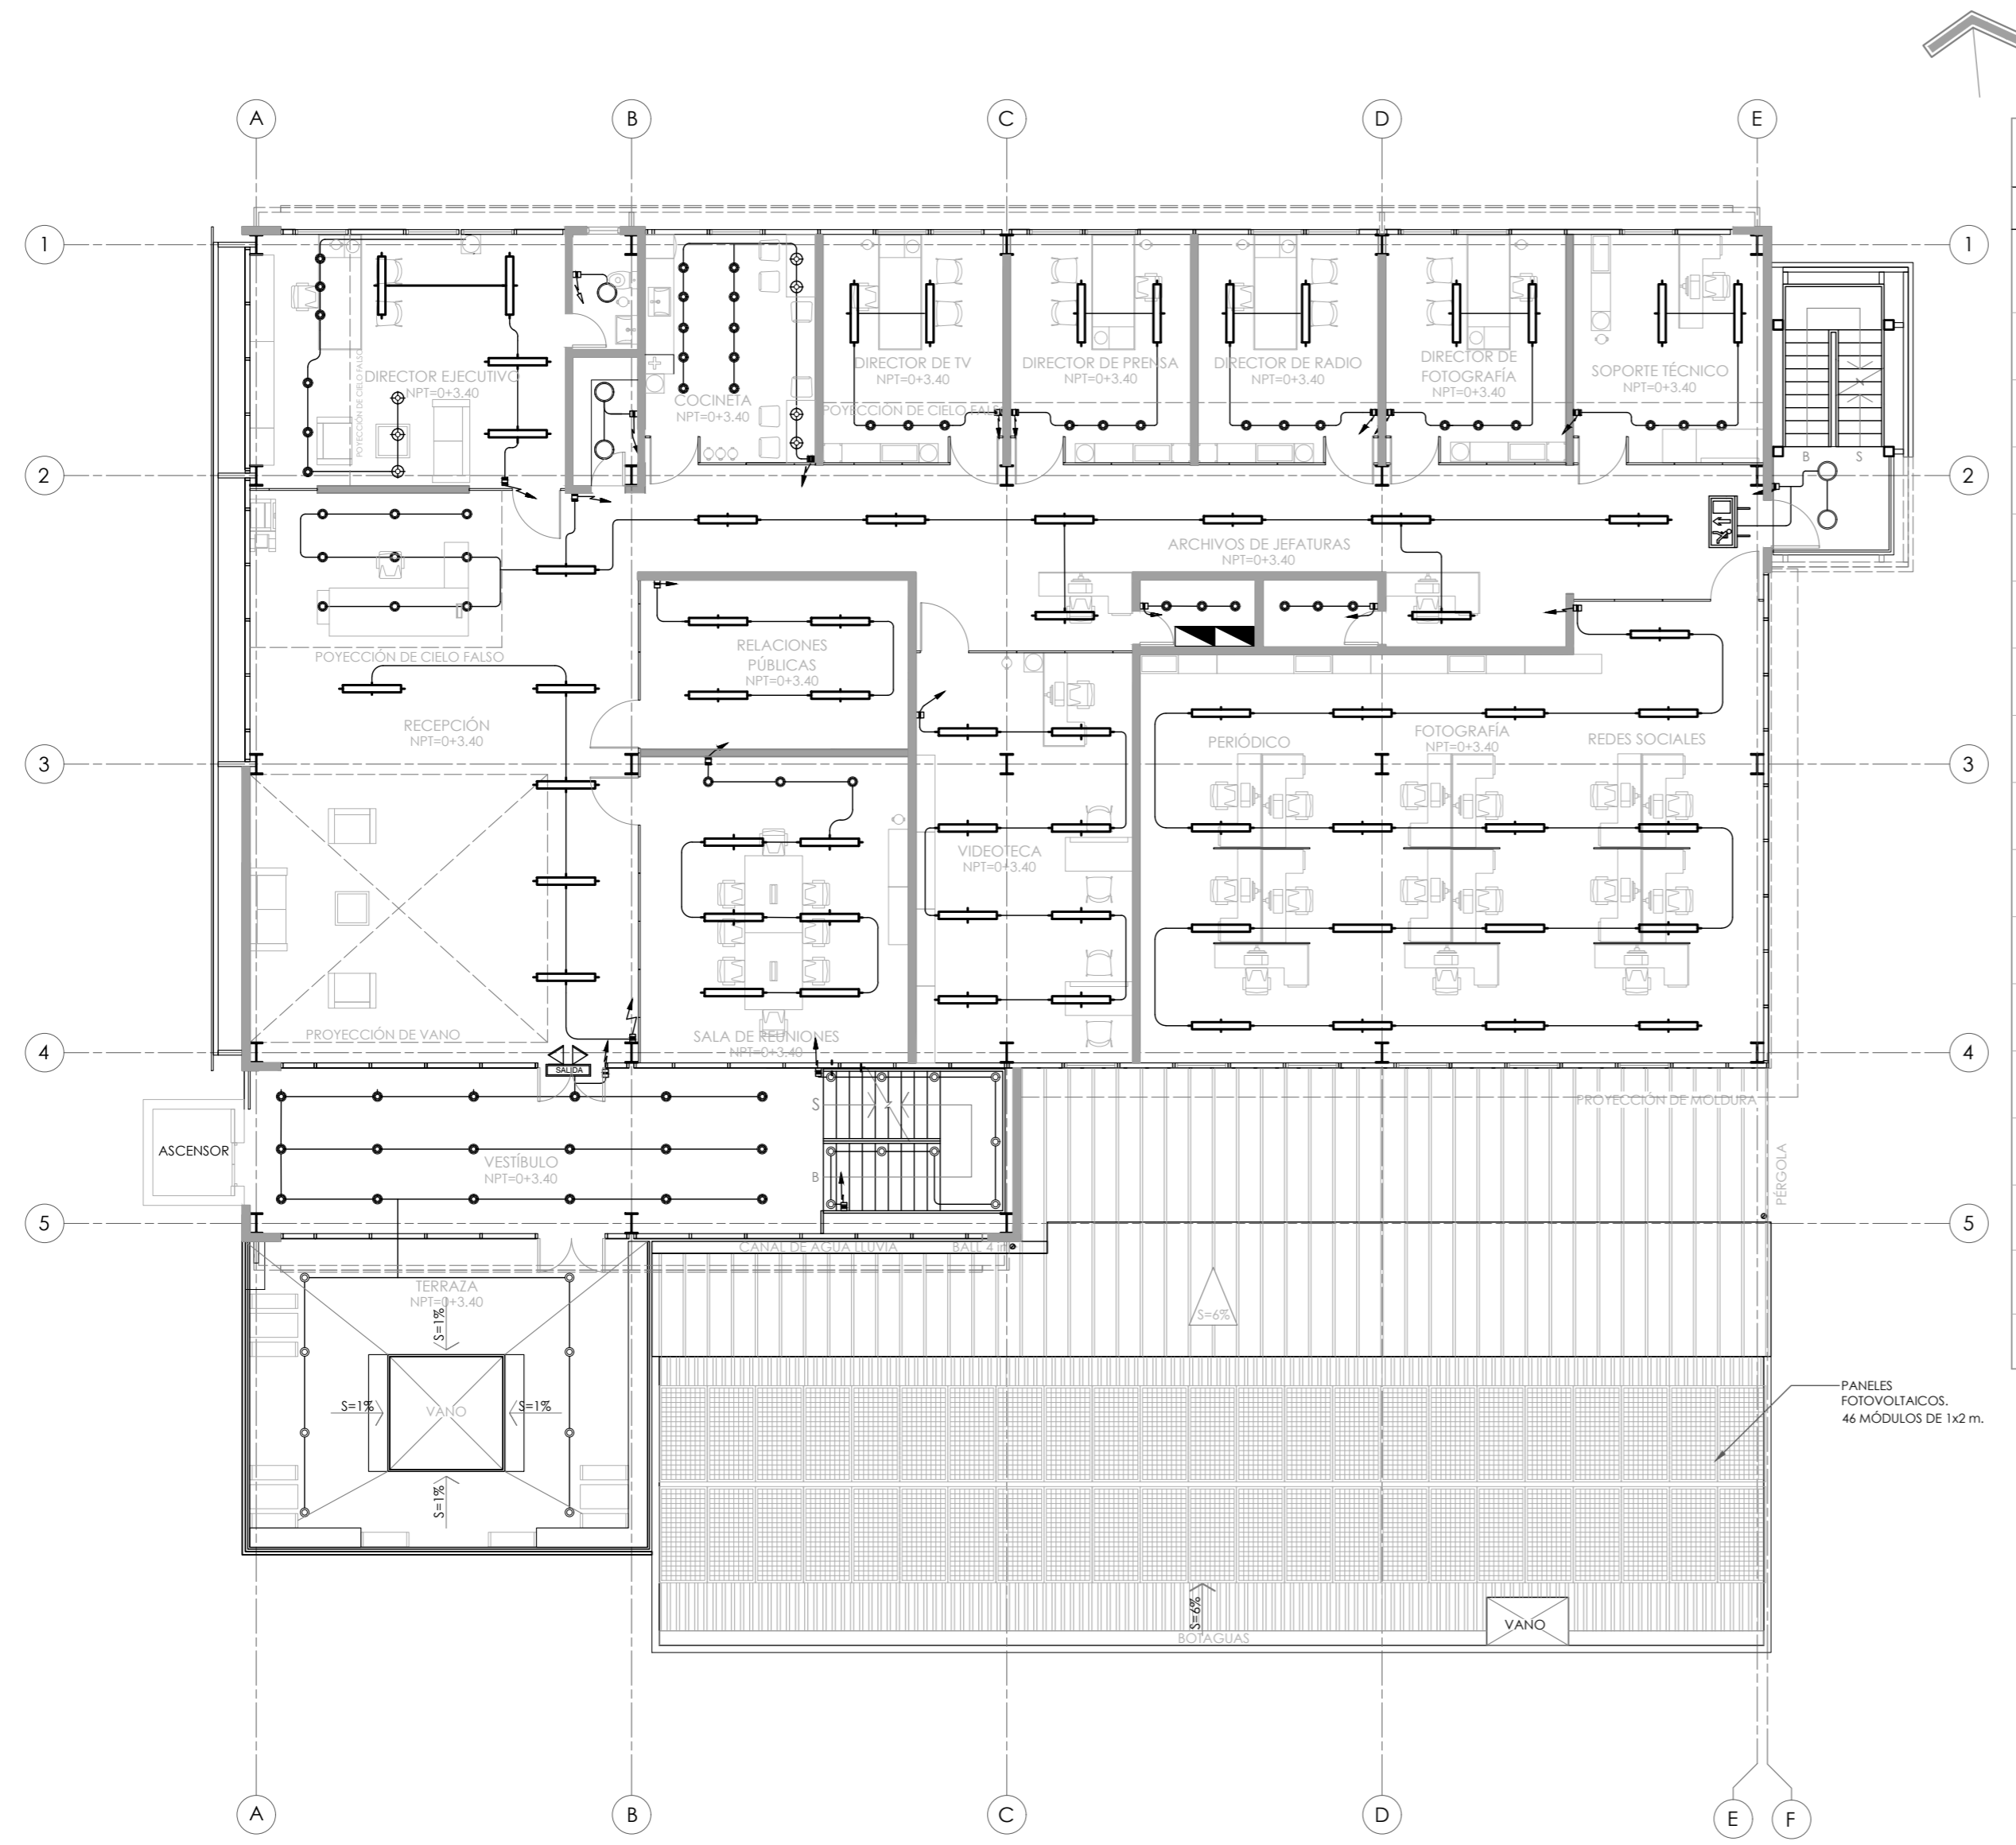 A
B
C
D
E
1
1
DIRECTOR EJECUTIVO
NPT=0+3.40
POYECCIÓN DE CIELO FALSO
COCINETA
NPT=0+3.40
DIRECTOR DE TV
NPT=0+3.40
POYECCIÓN DE CIELO FALSO
DIRECTOR DE PRENSA
NPT=0+3.40
DIRECTOR DE RADIO
NPT=0+3.40
DIRECTOR DE
FOTOGRAFÍA
NPT=0+3.40
SOPORTE TÉCNICO
NPT=0+3.40
B
S
2
2
ARCHIVOS DE JEFATURAS
NPT=0+3.40
POYECCIÓN DE CIELO FALSO
RELACIONES
PÚBLICAS
NPT=0+3.40
RECEPCIÓN
NPT=0+3.40
PERIÓDICO
FOTOGRAFÍA
NPT=0+3.40
REDES SOCIALES
3
3
VIDEOTECA
NPT=0+3.40
PROYECCIÓN DE VANO
SALA DE REUNIONES
NPT=0+3.40
4
4
SALIDA
PROYECCIÓN DE MOLDURA
ASCENSOR
VESTÍBULO
NPT=0+3.40
S
B
PÉRGOLA
5
5
CANAL DE AGUA LLUVIA
BALL 4 in
TERRAZA
NPT=0+3.40
S=1%
S=1%
VANO
S=1%
S=1%
S=6%
PANELES
FOTOVOLTAICOS.
46 MÓDULOS DE 1x2 m.
S=6%
VANO
BOTAGUAS
A
B
C
D
E
F